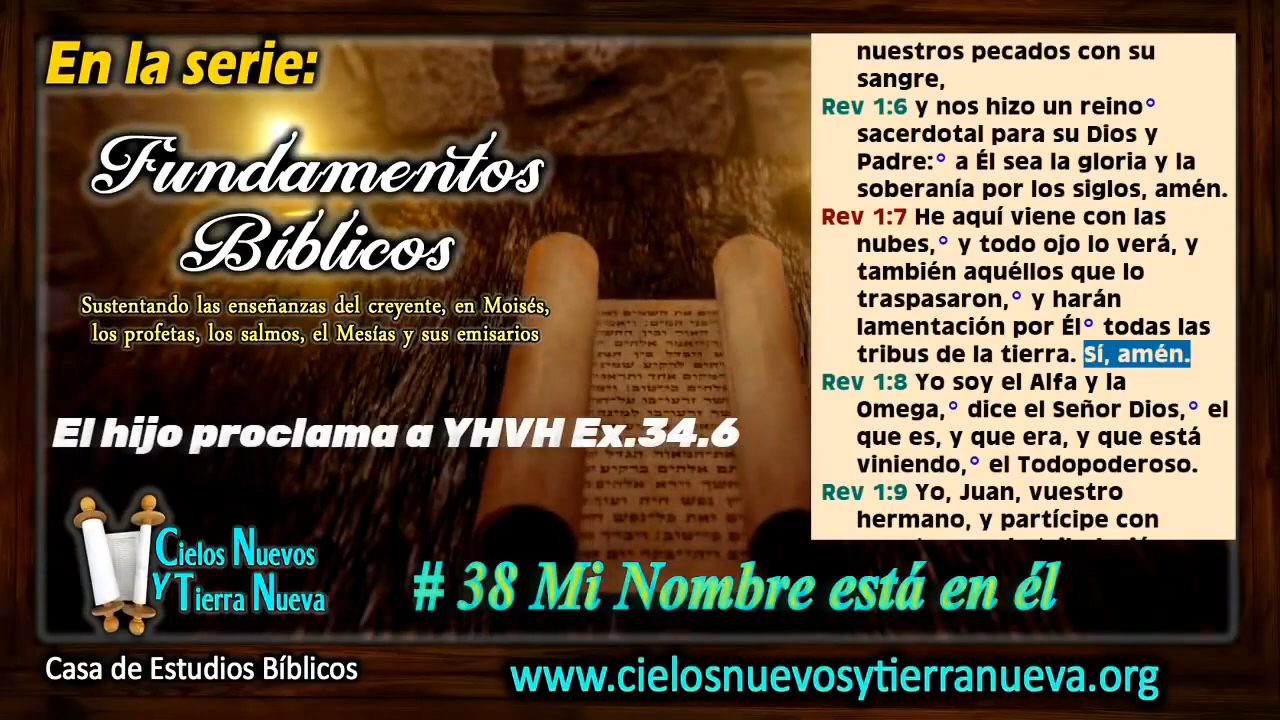 En la serie:
Fundamentos
Bíblicos
Sustentando las enseñanzas del creyente, en Moisés,
los profetas, los salmos, el Mesías y sus emisarios
El hijo proclama a YHVH Ex.34.6
nuestros pecados con su
sangre,
Rev 1:6 y nos hizo un reino°
sacerdotal para su Dios y
Padre:° a Él sea la gloria y la
soberanía por los siglos, amén.
Rev 1:7 He aquí viene con las
nubes,° y todo ojo lo verá, y
también aquéllos que lo
traspasaron,° y harán
lamentación por Él° todas las
tribus de la tierra. Sí, amén.
Rev 1:8 Yo soy el Alfa y la
Omega,° dice el Señor Dios,° el
que es, y que era, y que está
viniendo,° el Todopoderoso.
Rev 1:9 Yo, Juan, vuestro
hermano, y partícipe con
Cielos Nuevos
Y Tierra Nueva
# 38 Mi Nombre está en él
Casa de Estudios Bíblicos
www.cielosnuevosytierranueva.org